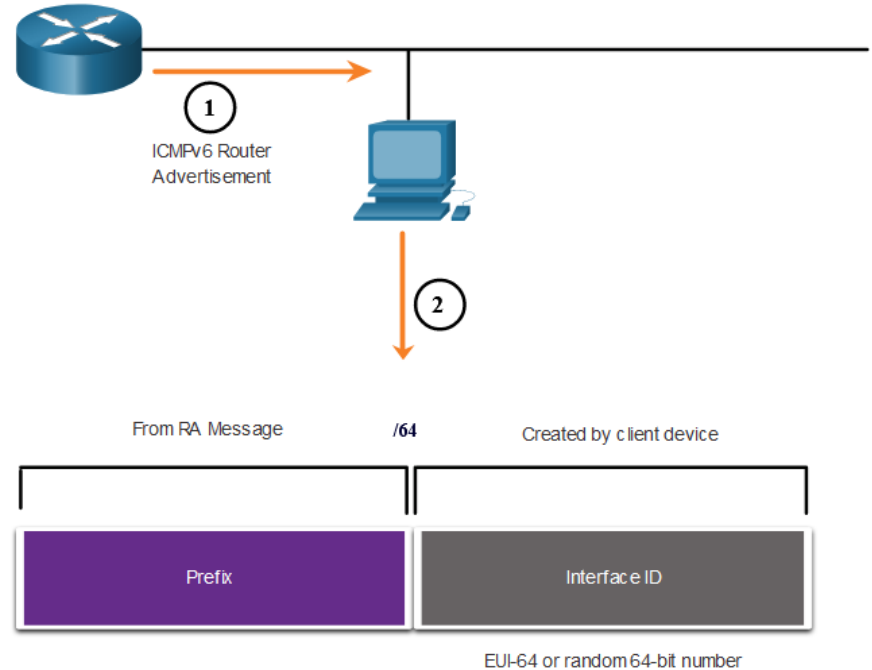 1
ICMPv6 Router
Advertisement
2
From RA Message
/64
Created by client device
Prefix
Interface ID
EUI-64 or random 64-bit number